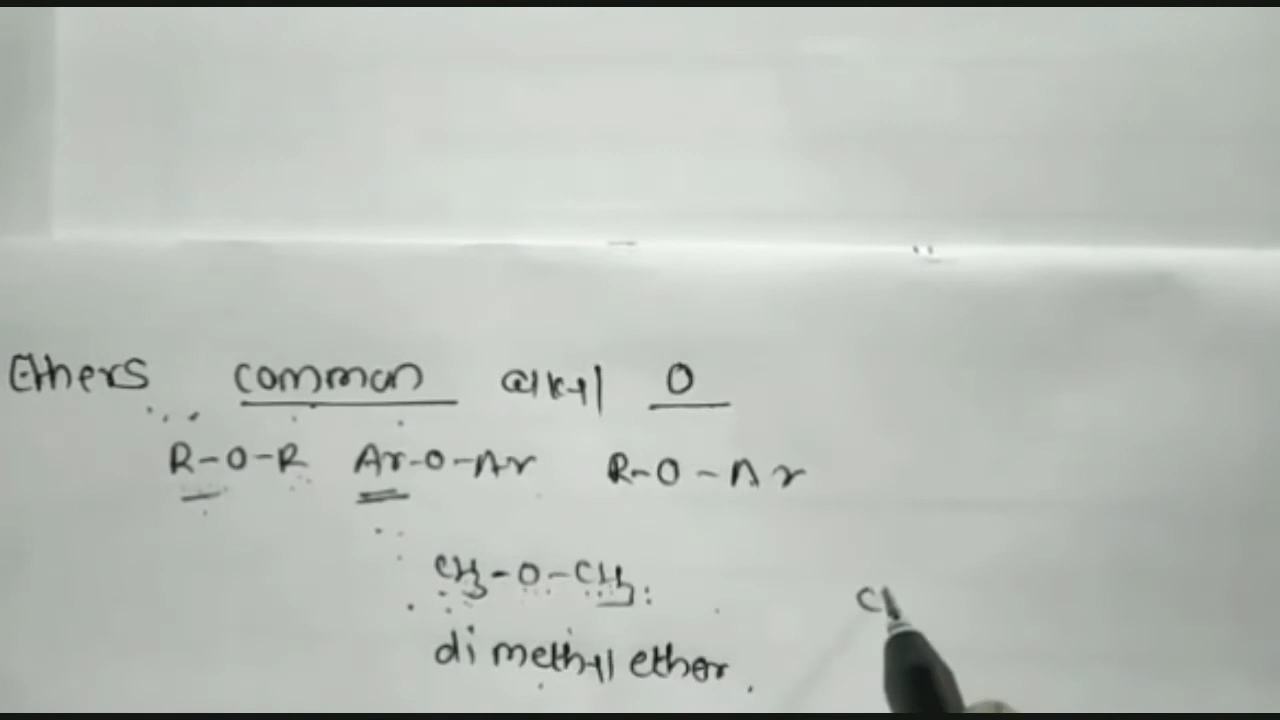 Ethers common alkyl O
R-O-R Ar-O-Ar R-O-Ar
CH3-O-CH3
dimethyl ether.